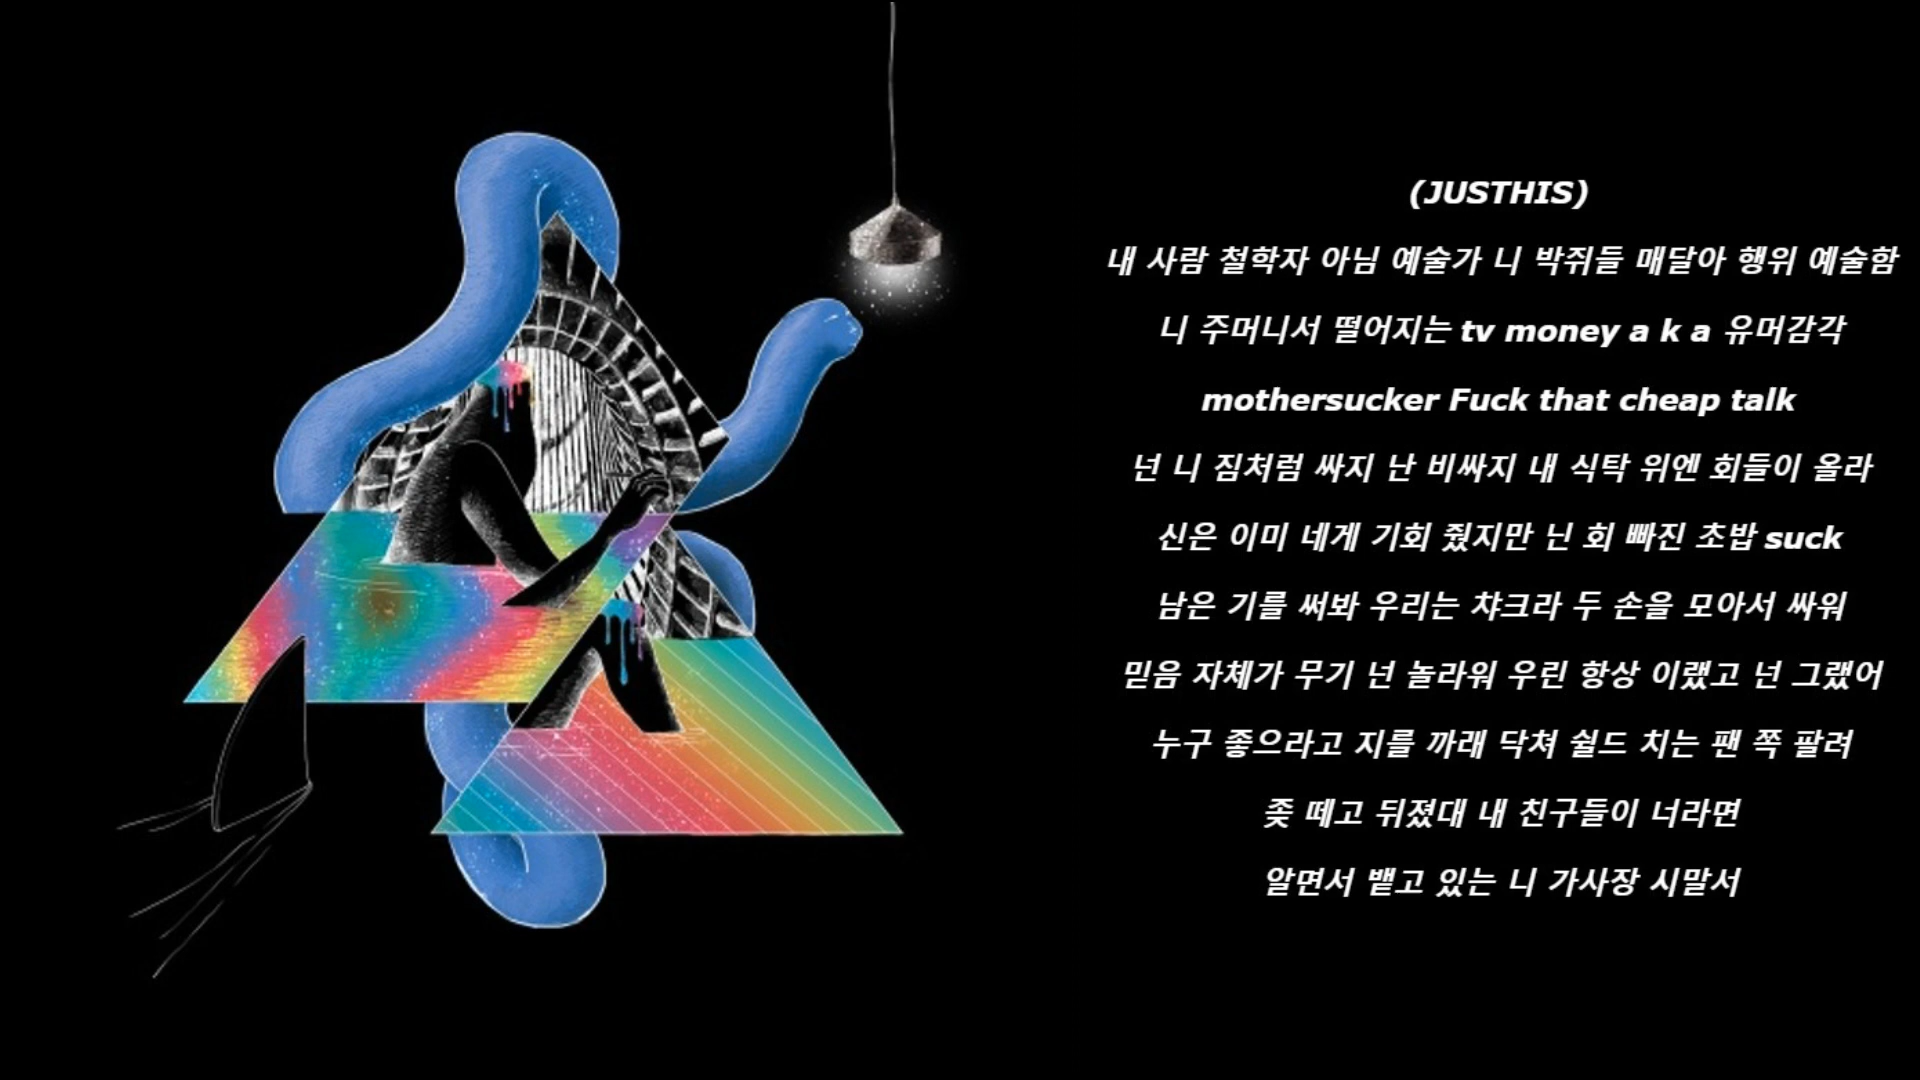 (JUSTHIS)
내 사람 철학자 아님 예술가 니 박쥐들 매달아 행위 예술함
니 주머니서 떨어지는 tv money a k a 유머감각
mothersucker Fuck that cheap talk
넌 니 짐처럼 싸지 난 비싸지 내 식탁 위엔 회들이 올라
신은 이미 네게 기회 줬지만 닌 회 빠진 초밥 suck
남은 기를 써봐 우리는 챠크라 두 손을 모아서 싸워
믿음 자체가 무기 넌 놀라워 우린 항상 이랬고 넌 그랬어
누구 좋으라고 지를 까래 닥쳐 쉴드 치는 팬 쪽 팔려
좆 떼고 뒤졌대 내 친구들이 너라면
알면서 뱉고 있는 니 가사장 시말서